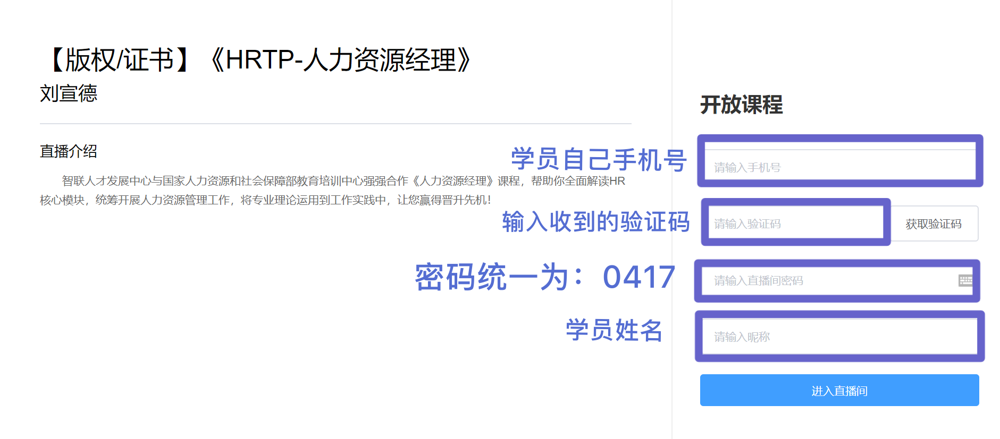 【版权/证书】《HRTP-人力资源经理》
刘宣德
直播介绍
智联人才发展中心与国家人力资源和社会保障部教育培训中心强强合作《人力资源经理》课程，帮助你全面解读HR
核心模块，统筹开展人力资源管理工作，将专业理论运用到工作实践中，让您赢得晋升先机！
开放课程
学员自己手机号
请输入手机号
输入收到的验证码
请输入验证码
获取验证码
密码统一为：0417
请输入直播间密码
学员姓名
请输入昵称
进入直播间